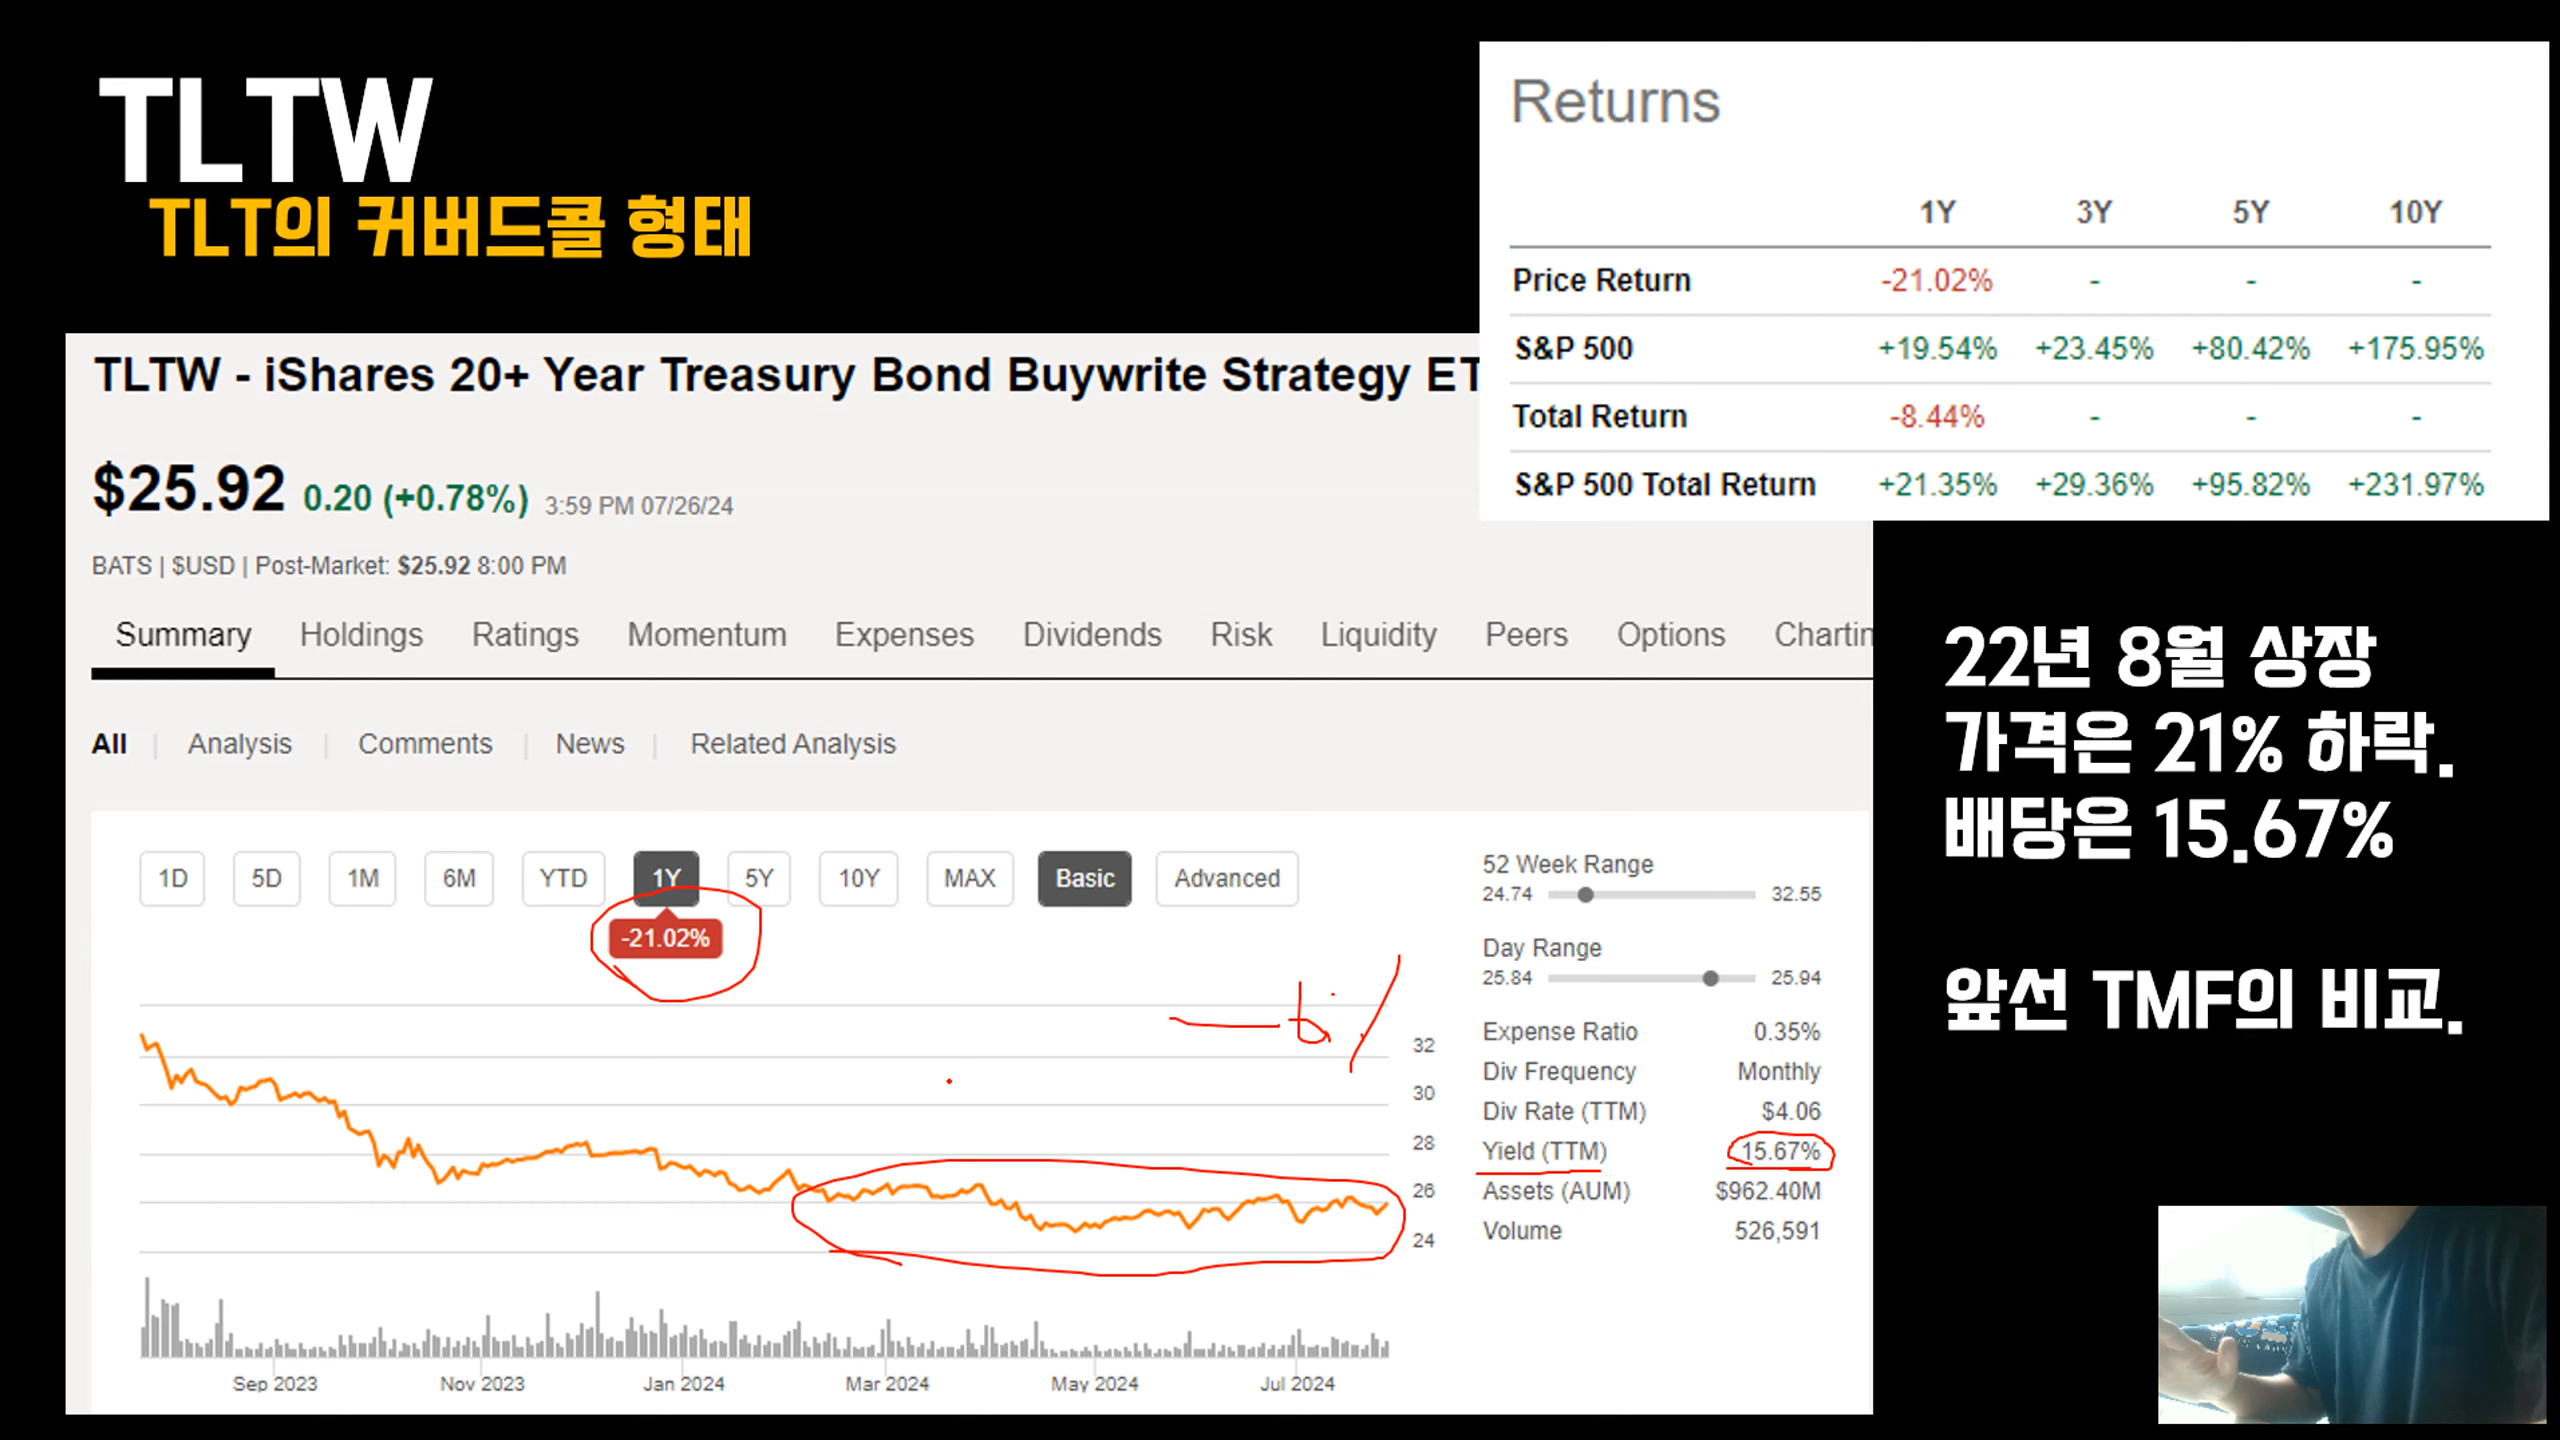 TLTW
TLT의 커버드콜 형태
Returns
1Y 3Y 5Y 10Y
Price Return -21.02% - - -
S&P 500 +19.54% +23.45% +80.42% +175.95%
Total Return -8.44% - - -
S&P 500 Total Return +21.35% +29.36% +95.82% +231.97%
TLTW - iShares 20+ Year Treasury Bond Buywrite Strategy ET
$25.92 0.20 (+0.78%) 3:59 PM 07/26/24
BATS | $USD | Post-Market: $25.92 8:00 PM
Summary Holdings Ratings Momentum Expenses Dividends Risk Liquidity Peers Options Chartin
All | Analysis | Comments | News | Related Analysis
1D 5D 1M 6M YTD 1Y 5Y 10Y MAX Basic Advanced
-21.02%
32
30
28
26
24
Sep 2023 Nov 2023 Jan 2024 Mar 2024 May 2024 Jul 2024
52 Week Range
24.74 32.55
Day Range
25.84 25.94
Expense Ratio 0.35%
Div Frequency Monthly
Div Rate (TTM) $4.06
Yield (TTM) 15.67%
Assets (AUM) $962.40M
Volume 526,591
22년 8월 상장
가격은 21% 하락.
배당은 15.67%
앞선 TMF의 비교.